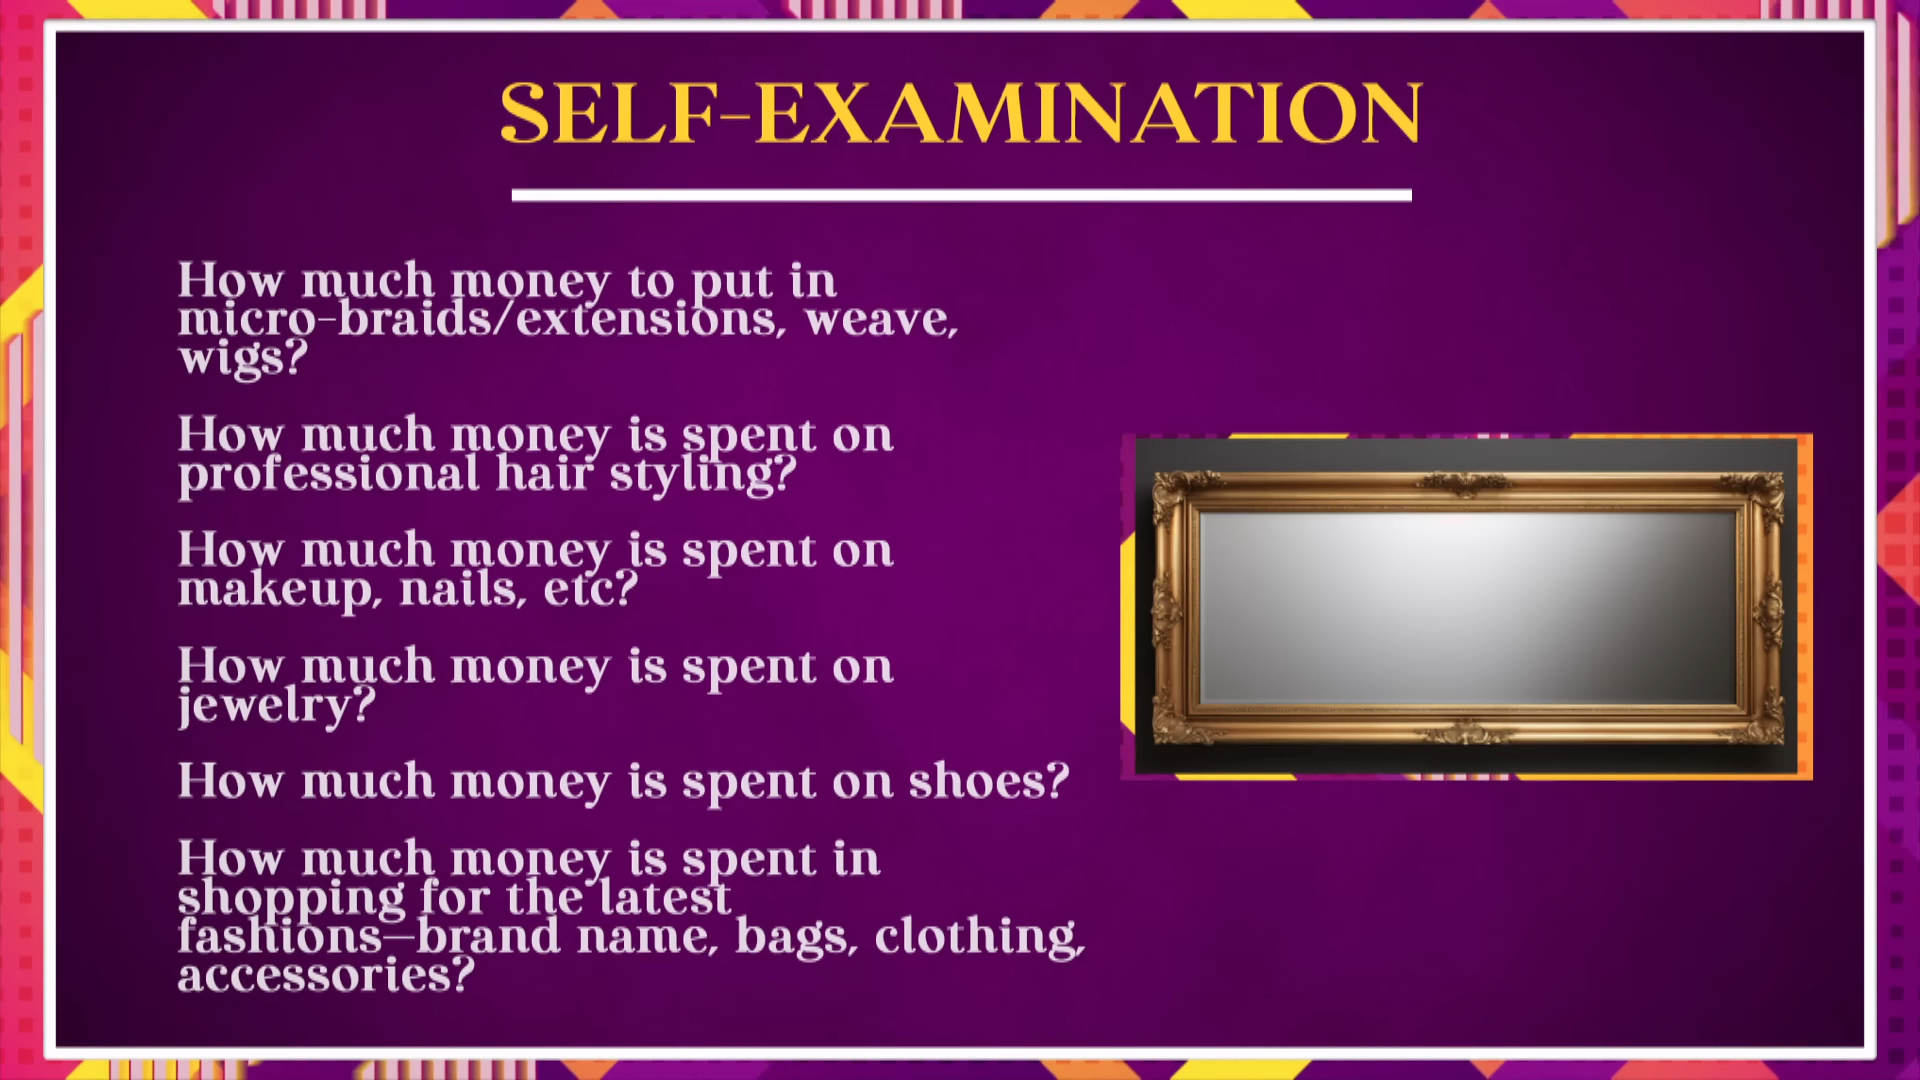 SELF-EXAMINATION
How much money to put in
micro-braids/extensions, weave,
wigs?
How much money is spent on
professional hair styling?
How much money is spent on
makeup, nails, etc?
How much money is spent on
jewelry?
How much money is spent on shoes?
How much money is spent in
shopping for the latest
fashions—brand name, bags, clothing,
accessories?